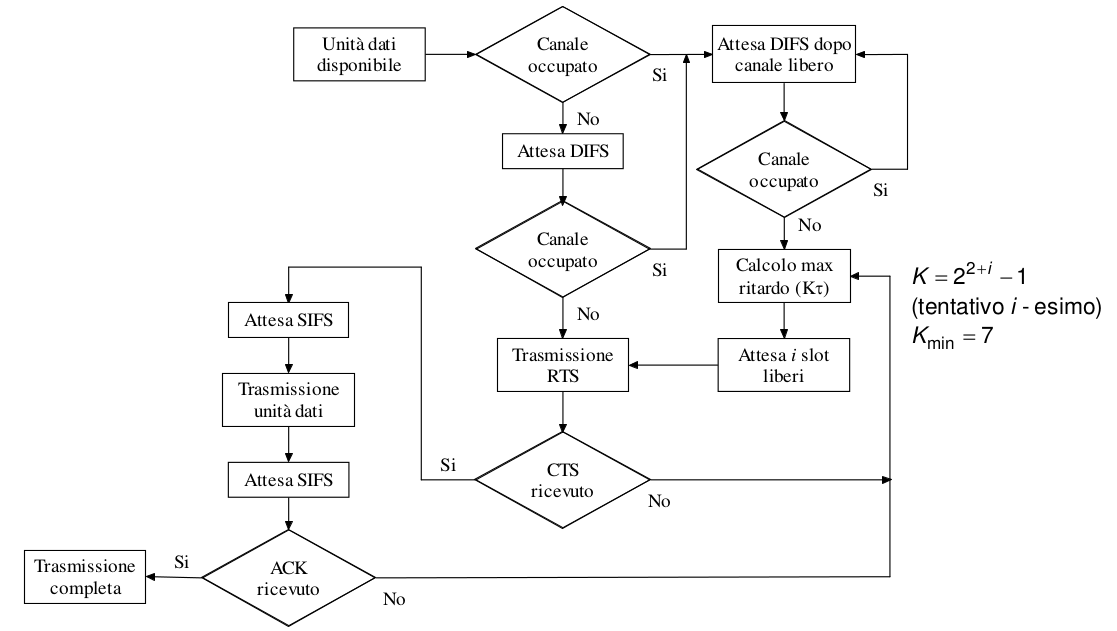 Unità dati
disponibile
Canale
occupato
Si
No
Attesa DIFS dopo
canale libero
Attesa DIFS
Canale
occupato
Si
No
Canale
occupato
Si
No
Calcolo max
ritardo (Kτ)
K = 2^{2+i} − 1
(tentativo i - esimo)
K_{min} = 7
Attesa i slot
liberi
Trasmissione
RTS
CTS
ricevuto
Si
No
Attesa SIFS
Trasmissione
unità dati
Attesa SIFS
ACK
ricevuto
Si
No
Trasmissione
completa